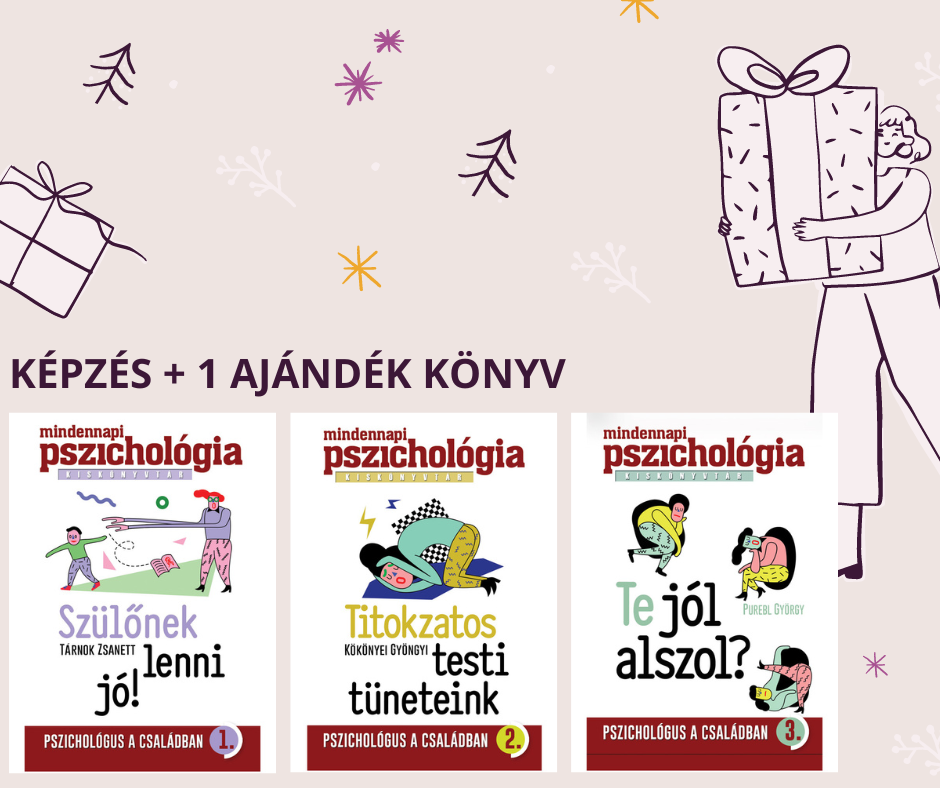 KÉPZÉS + 1 AJÁNDÉK KÖNYV
mindennapi
pszichológia
KISKÖNYVTÁR
Szülőnek
TÁRNOK ZSANETT lenni
jó!
PSZICHOLÓGUS A CSALÁDBAN 1.
mindennapi
pszichológia
KISKÖNYVTÁR
Titokzatos
KÖKÖNYEI GYÖNGYI testi
tüneteink
PSZICHOLÓGUS A CSALÁDBAN 2.
mindennapi
pszichológia
KISKÖNYVTÁR
Te jól
PUREBL GYÖRGY
alszol?
PSZICHOLÓGUS A CSALÁDBAN 3.